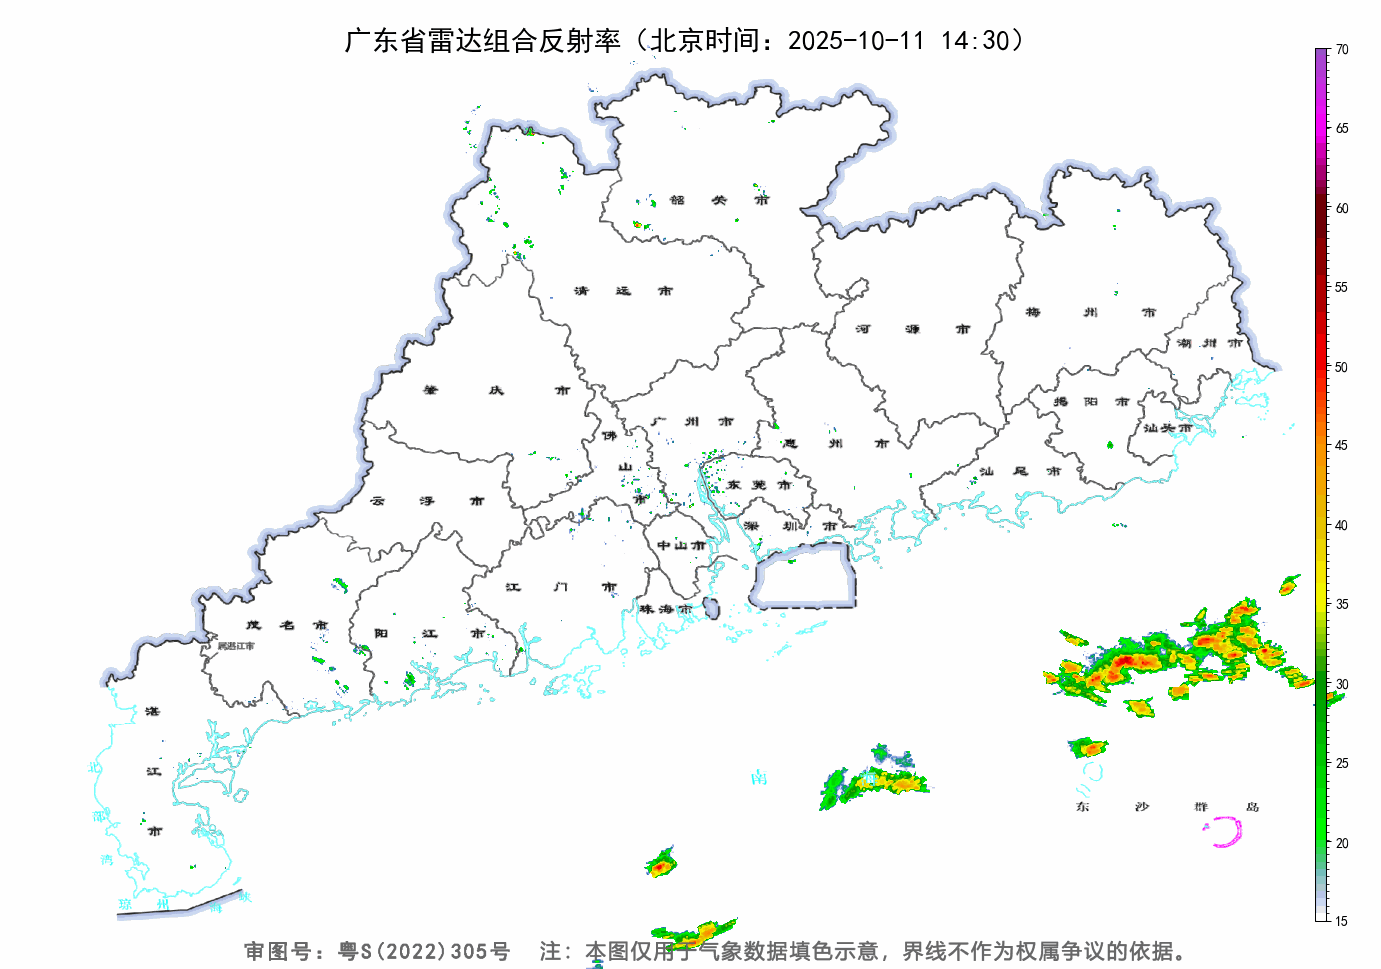 广东省雷达组合反射率（北京时间：2025-10-11 14:30）
70
65
60
55
50
45
40
35
30
25
20
15
韶关市
清远市
河源市
梅州市
潮州市
肇庆市
广州市
佛山市
惠州市
揭阳市
汕头市
汕尾市
东莞市
云浮市
深圳市
中山市
江门市
珠海市
茂名市
阳江市
属湛江市
湛江市
北部湾
南海
东沙群岛
琼州海峡
审图号：粤S(2022)305号 注：本图仅用于气象数据填色示意，界线不作为权属争议的依据。